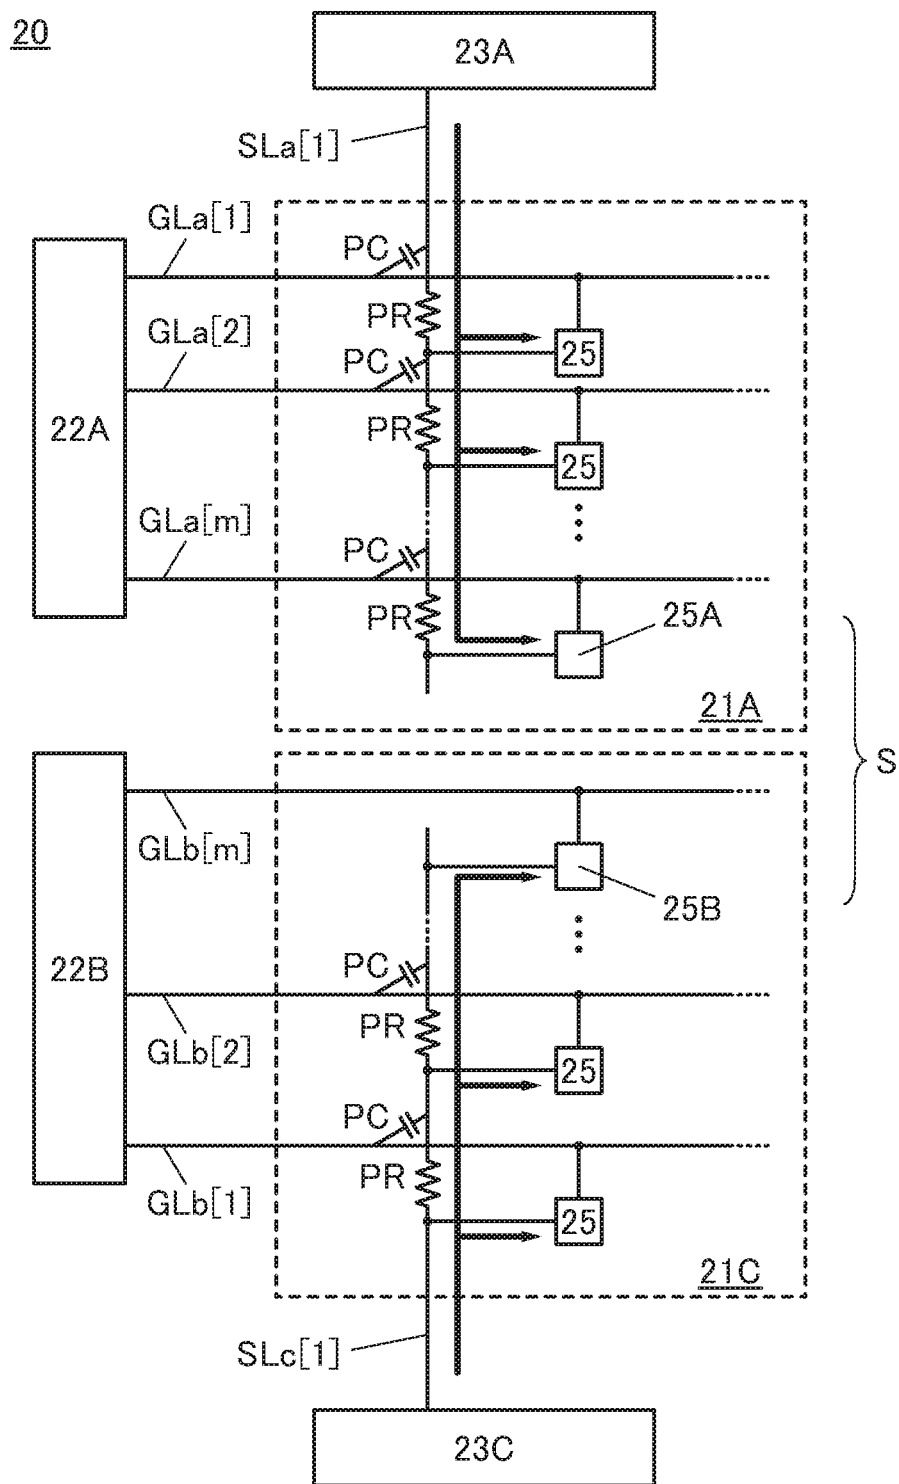 20
23A
SLa[1]
GLa[1]
PC
PR
25
GLa[2]
PC
22A
PR
25
GLa[m]
PC
PR
25A
21A
S
GLb[m]
25B
22B
PC
PR
GLb[2]
25
PC
PR
GLb[1]
25
21C
SLc[1]
23C